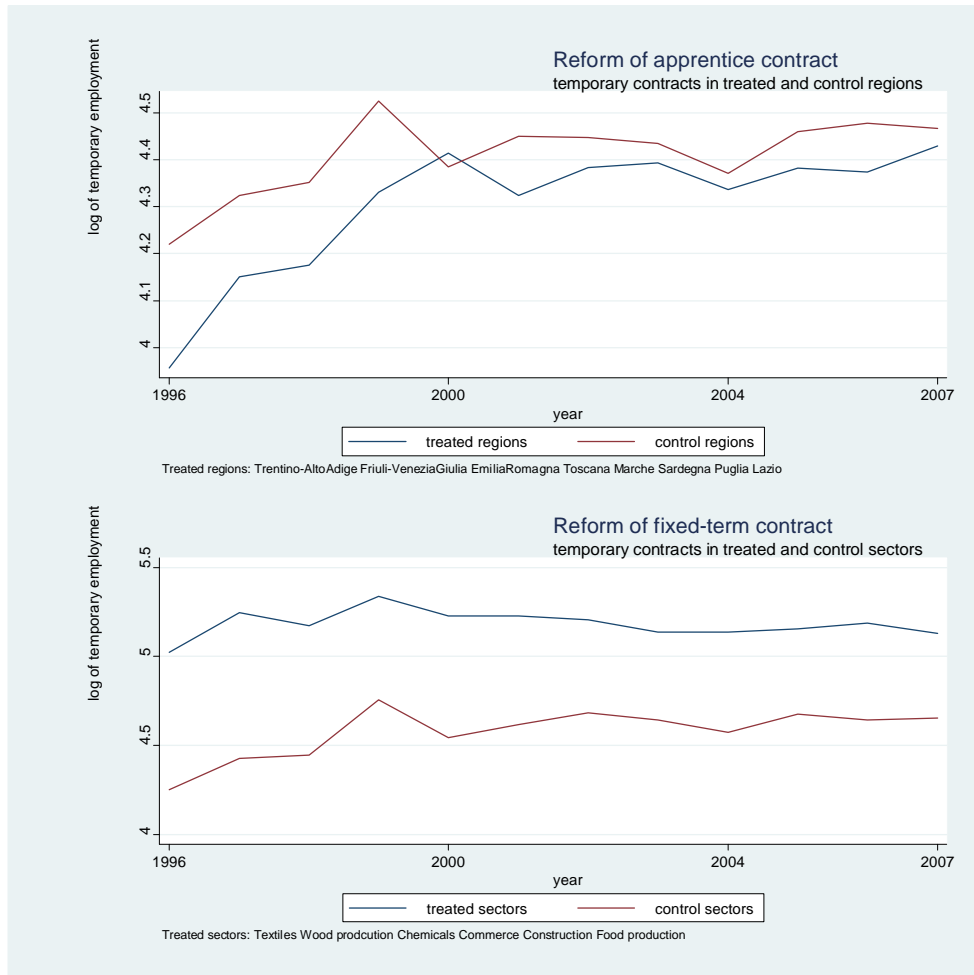 Reform of apprentice contract
temporary contracts in treated and control regions
log of temporary employment
4.5
4.4
4.3
4.2
4.1
4
1996 2000 2004 2007
year
treated regions control regions
Treated regions: Trentino-AltoAdige Friuli-VeneziaGiulia EmiliaRomagna Toscana Marche Sardegna Puglia Lazio
Reform of fixed-term contract
temporary contracts in treated and control sectors
log of temporary employment
5.5
5
4.5
4
1996 2000 2004 2007
year
treated sectors control sectors
Treated sectors: Textiles Wood prodcution Chemicals Commerce Construction Food production